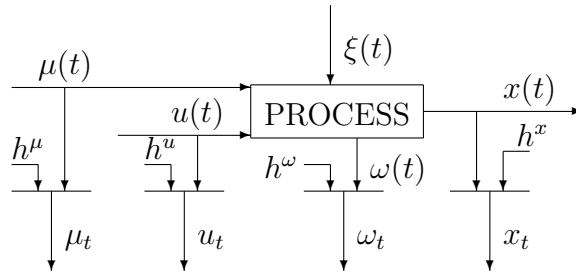 ξ(t)
μ(t) x(t)
u(t) PROCESS
h^μ h^u h^ω ω(t) h^x
μ_t u_t ω_t x_t